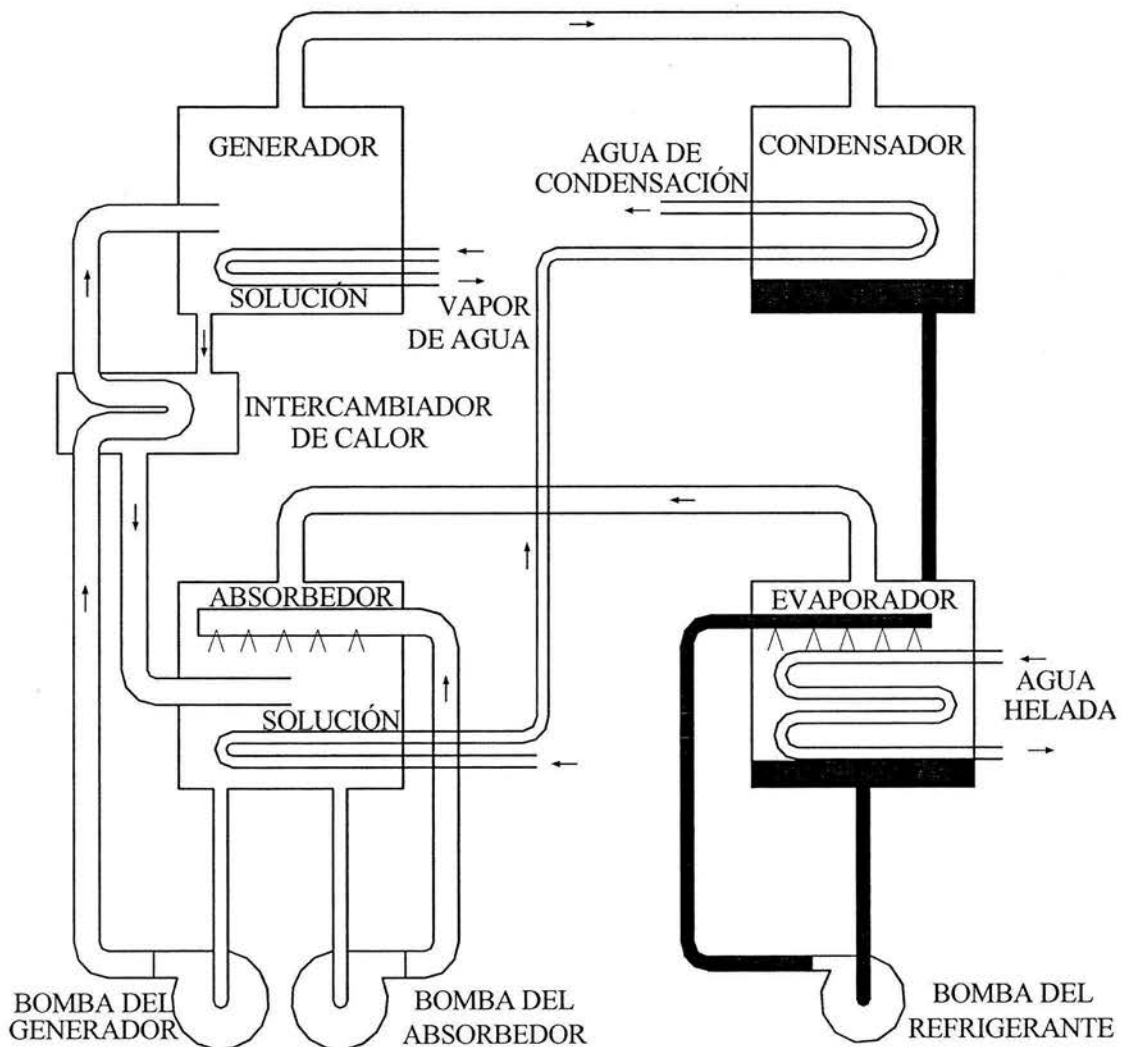 GENERADOR
CONDENSADOR
AGUA DE
CONDENSACIÓN
SOLUCIÓN
VAPOR
DE AGUA
INTERCAMBIADOR
DE CALOR
ABSORBEDOR
EVAPORADOR
SOLUCIÓN
AGUA
HELADA
BOMBA DEL
GENERADOR
BOMBA DEL
ABSORBEDOR
BOMBA DEL
REFRIGERANTE